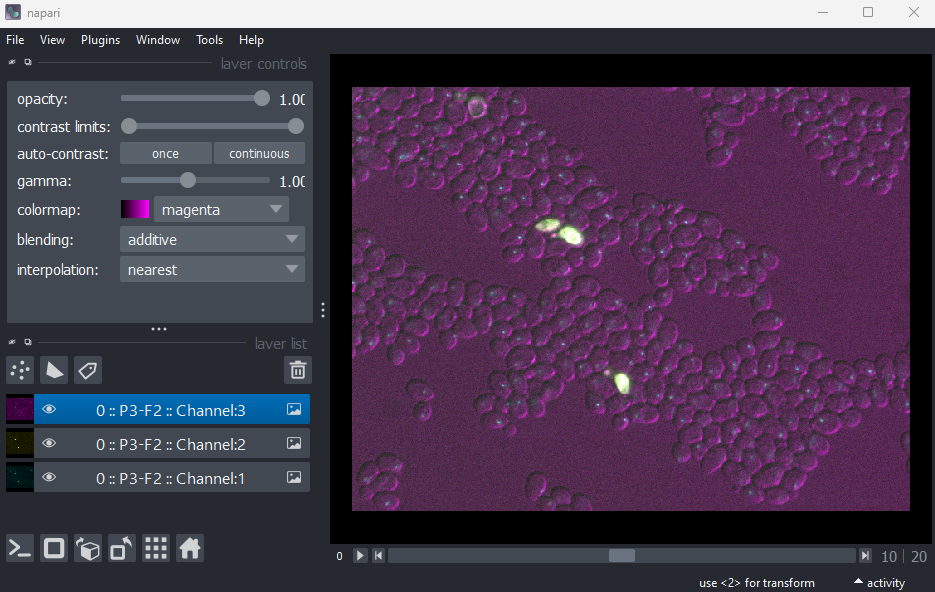 napari
File View Plugins Window Tools Help
layer controls
opacity: 1.00
contrast limits:
auto-contrast: once continuous
gamma: 1.00
colormap: magenta
blending: additive
interpolation: nearest
layer list
0 :: P3-F2 :: Channel:3
0 :: P3-F2 :: Channel:2
0 :: P3-F2 :: Channel:1
0 10 | 20
use <2> for transform activity